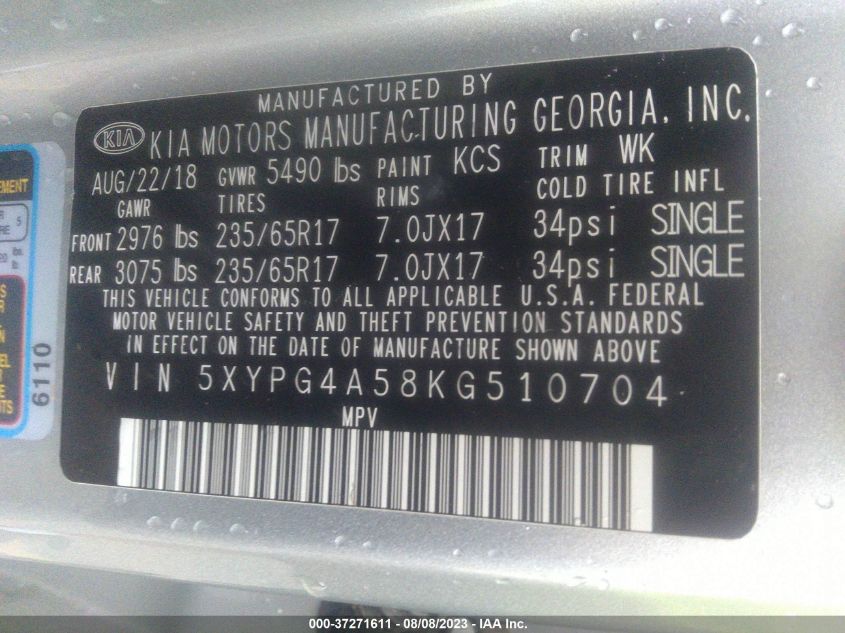 MANUFACTURED BY
KIA KIA MOTORS MANUFACTURING GEORGIA, INC.
AUG/22/18 GVWR 5490 lbs PAINT KCS TRIM WK
GAWR TIRES RIMS COLD TIRE INFL
FRONT 2976 lbs 235/65R17 7.0JX17 34psi SINGLE
REAR 3075 lbs 235/65R17 7.0JX17 34psi SINGLE
THIS VEHICLE CONFORMS TO ALL APPLICABLE U.S.A. FEDERAL
MOTOR VEHICLE SAFETY AND THEFT PREVENTION STANDARDS
IN EFFECT ON THE DATE OF MANUFACTURE SHOWN ABOVE
VIN 5XYPG4A58KG510704
MPV
6110
000-37271611 - 08/08/2023 - IAA Inc.